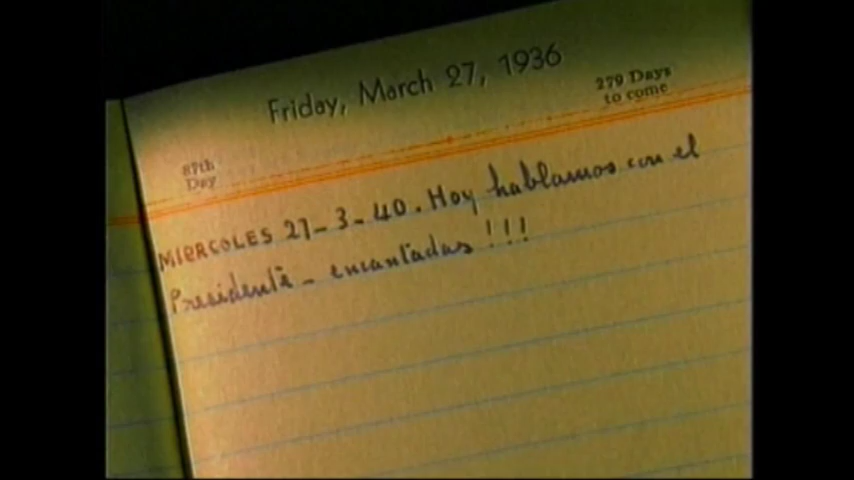 Friday, March 27, 1936
87th
Day
279 Days
to come
MIERCOLES 27-3-40. Hoy hablamos con el
Presidente - encantadas!!!